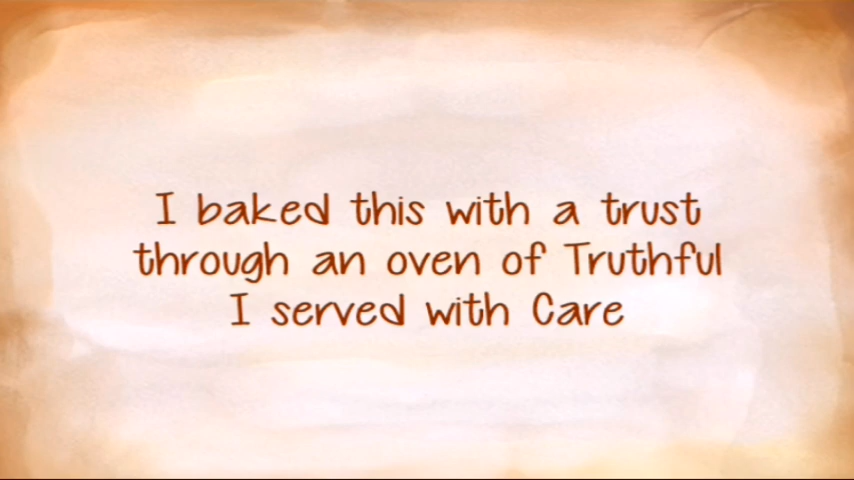 I baked this with a trust
through an oven of Truthful
I served with Care